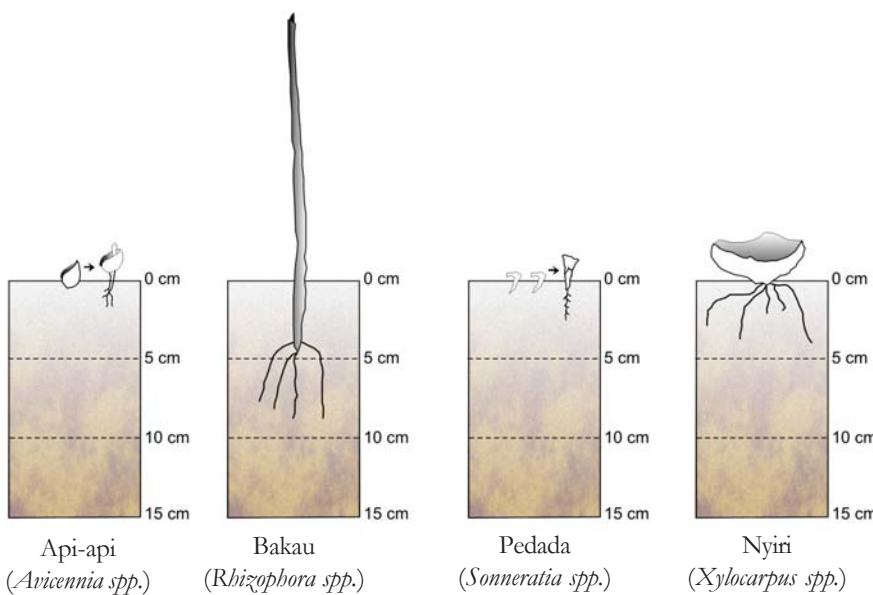 0 cm
5 cm
10 cm
15 cm
Api-api
(Avicennia spp.)
0 cm
5 cm
10 cm
15 cm
Bakau
(Rhizophora spp.)
0 cm
5 cm
10 cm
15 cm
Pedada
(Sonneratia spp.)
0 cm
5 cm
10 cm
15 cm
Nyiri
(Xylocarpus spp.)